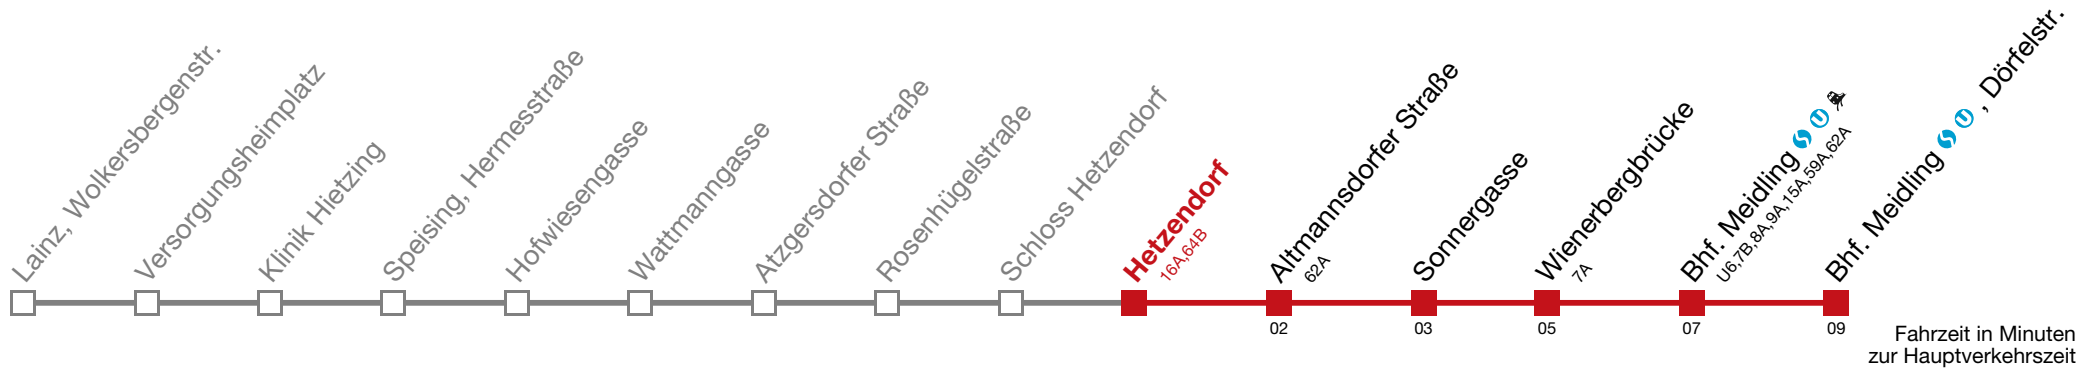 Lainz, Wolkersbergenstr.
Versorgungsheimplatz
Klinik Hietzing
Speising, Hermesstraße
Hofwiesengasse
Wattmanngasse
Atzgersdorfer Straße
Rosenhügelstraße
Schloss Hetzendorf
Hetzendorf
16A,64B
Altmannsdorfer Straße
62A
Sonnergasse
Wienerbergbrücke
7A
Bhf. Meidling S U
U6,7B,8A,9A,15A,59A,62A
Bhf. Meidling S U , Dörfelstr.
02
03
05
07
09
Fahrzeit in Minuten
zur Hauptverkehrszeit